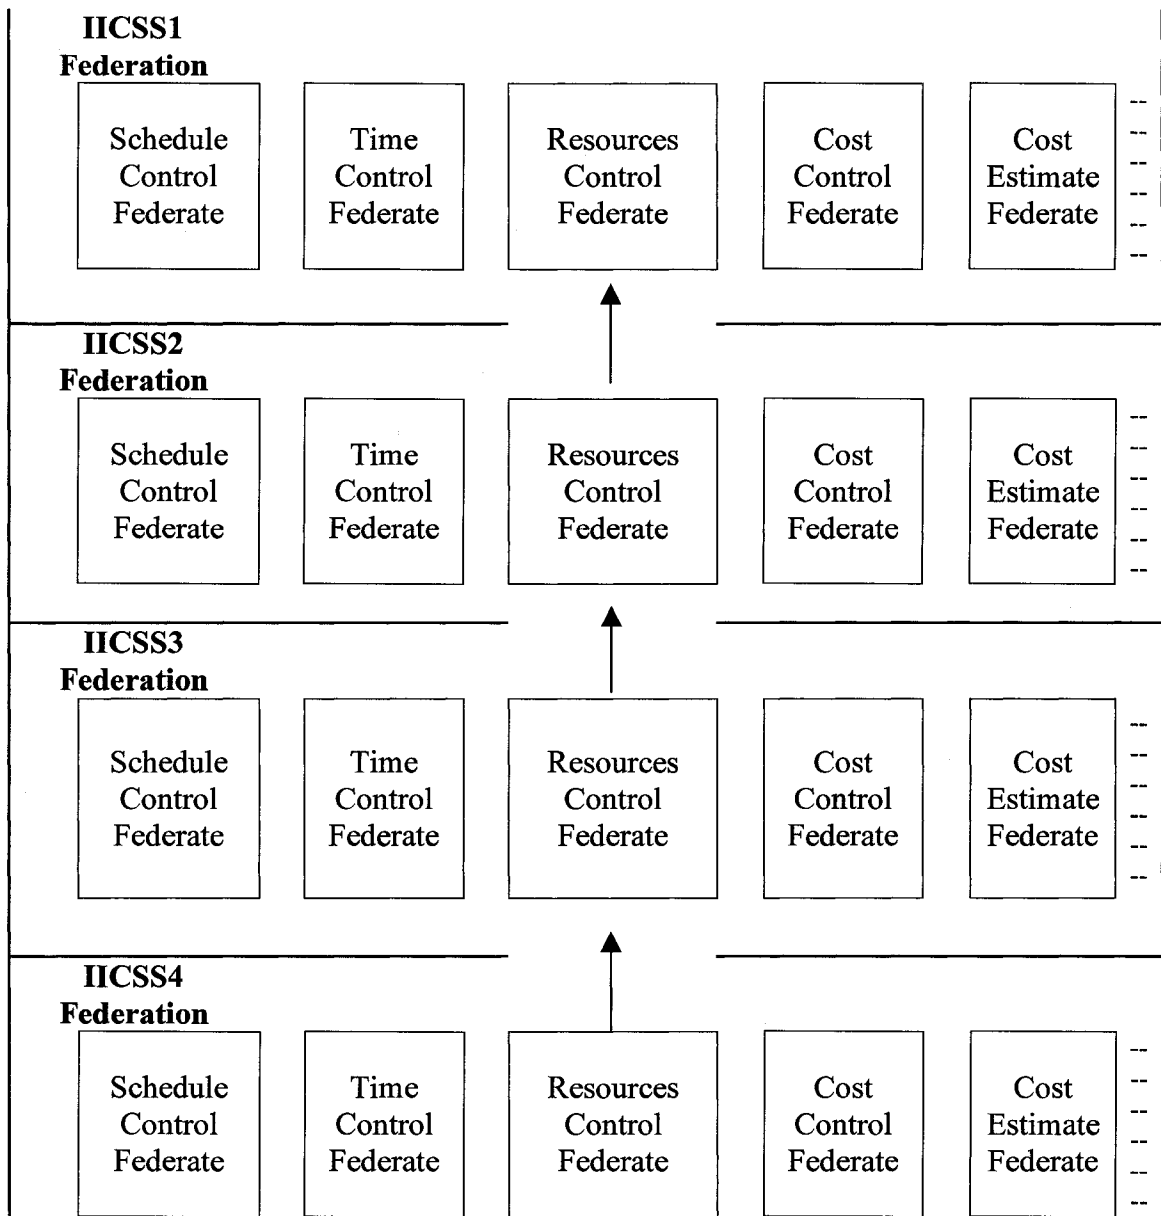 IICSS1
Federation
Schedule
Control
Federate
Time
Control
Federate
Resources
Control
Federate
Cost
Control
Federate
Cost
Estimate
Federate
--
--
--
--
--
--
IICSS2
Federation
Schedule
Control
Federate
Time
Control
Federate
Resources
Control
Federate
Cost
Control
Federate
Cost
Estimate
Federate
--
--
--
--
--
--
IICSS3
Federation
Schedule
Control
Federate
Time
Control
Federate
Resources
Control
Federate
Cost
Control
Federate
Cost
Estimate
Federate
--
--
--
--
--
--
IICSS4
Federation
Schedule
Control
Federate
Time
Control
Federate
Resources
Control
Federate
Cost
Control
Federate
Cost
Estimate
Federate
--
--
--
--
--
--